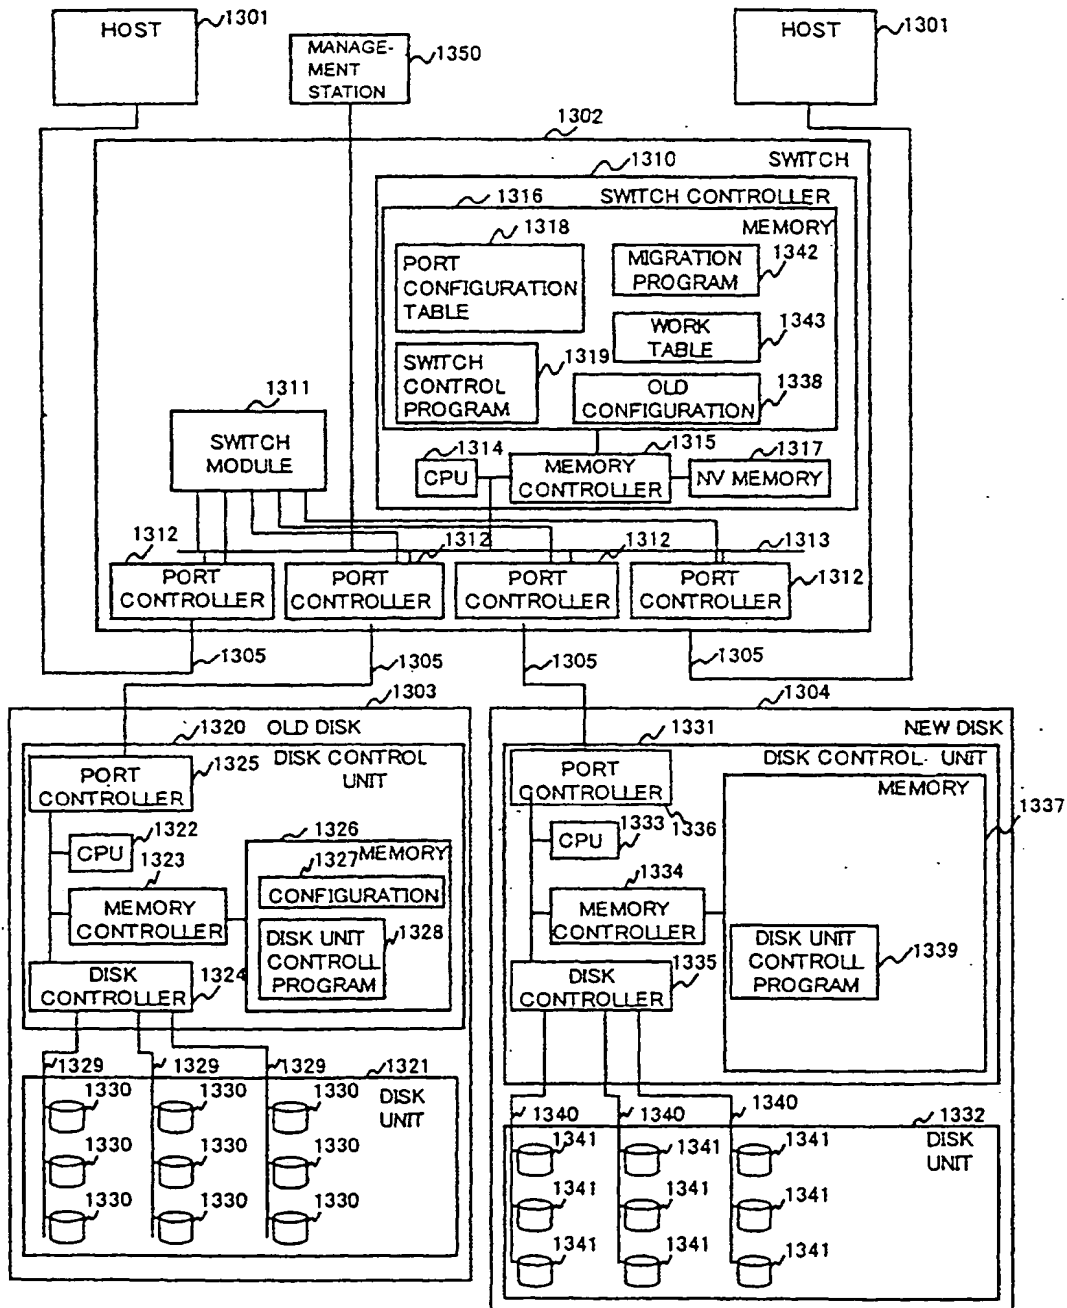 HOST
1301
MANAGE-
MENT
STATION
1350
HOST
1301
1302
SWITCH
1310
SWITCH CONTROLLER
1316
MEMORY
1318
PORT
CONFIGURATION
TABLE
MIGRATION
PROGRAM
1342
WORK
TABLE
1343
SWITCH
CONTROL
PROGRAM
1319
OLD
CONFIGURATION
1338
1311
SWITCH
MODULE
1314
CPU
1315
MEMORY
CONTROLLER
1317
NV MEMORY
1312
1312
1312
1313
PORT
CONTROLLER
PORT
CONTROLLER
PORT
CONTROLLER
PORT
CONTROLLER
1312
1305
1305
1305
1305
1303
OLD DISK
1320
DISK CONTROL
UNIT
PORT
CONTROLLER
1325
1322
CPU
1323
MEMORY
CONTROLLER
1326
MEMORY
1327
CONFIGURATION
DISK UNIT
CONTROLL
PROGRAM
1328
DISK
CONTROLLER
1324
1329
1329
1329
1321
DISK
UNIT
1330
1330
1330
1330
1330
1330
1330
1330
1330
1304
NEW DISK
1331
DISK CONTROL UNIT
PORT
CONTROLLER
1336
MEMORY
1337
CPU
1333
1334
MEMORY
CONTROLLER
DISK UNIT
CONTROLL
PROGRAM
1339
DISK
CONTROLLER
1335
1340
1340
1340
1332
DISK
UNIT
1341
1341
1341
1341
1341
1341
1341
1341
1341